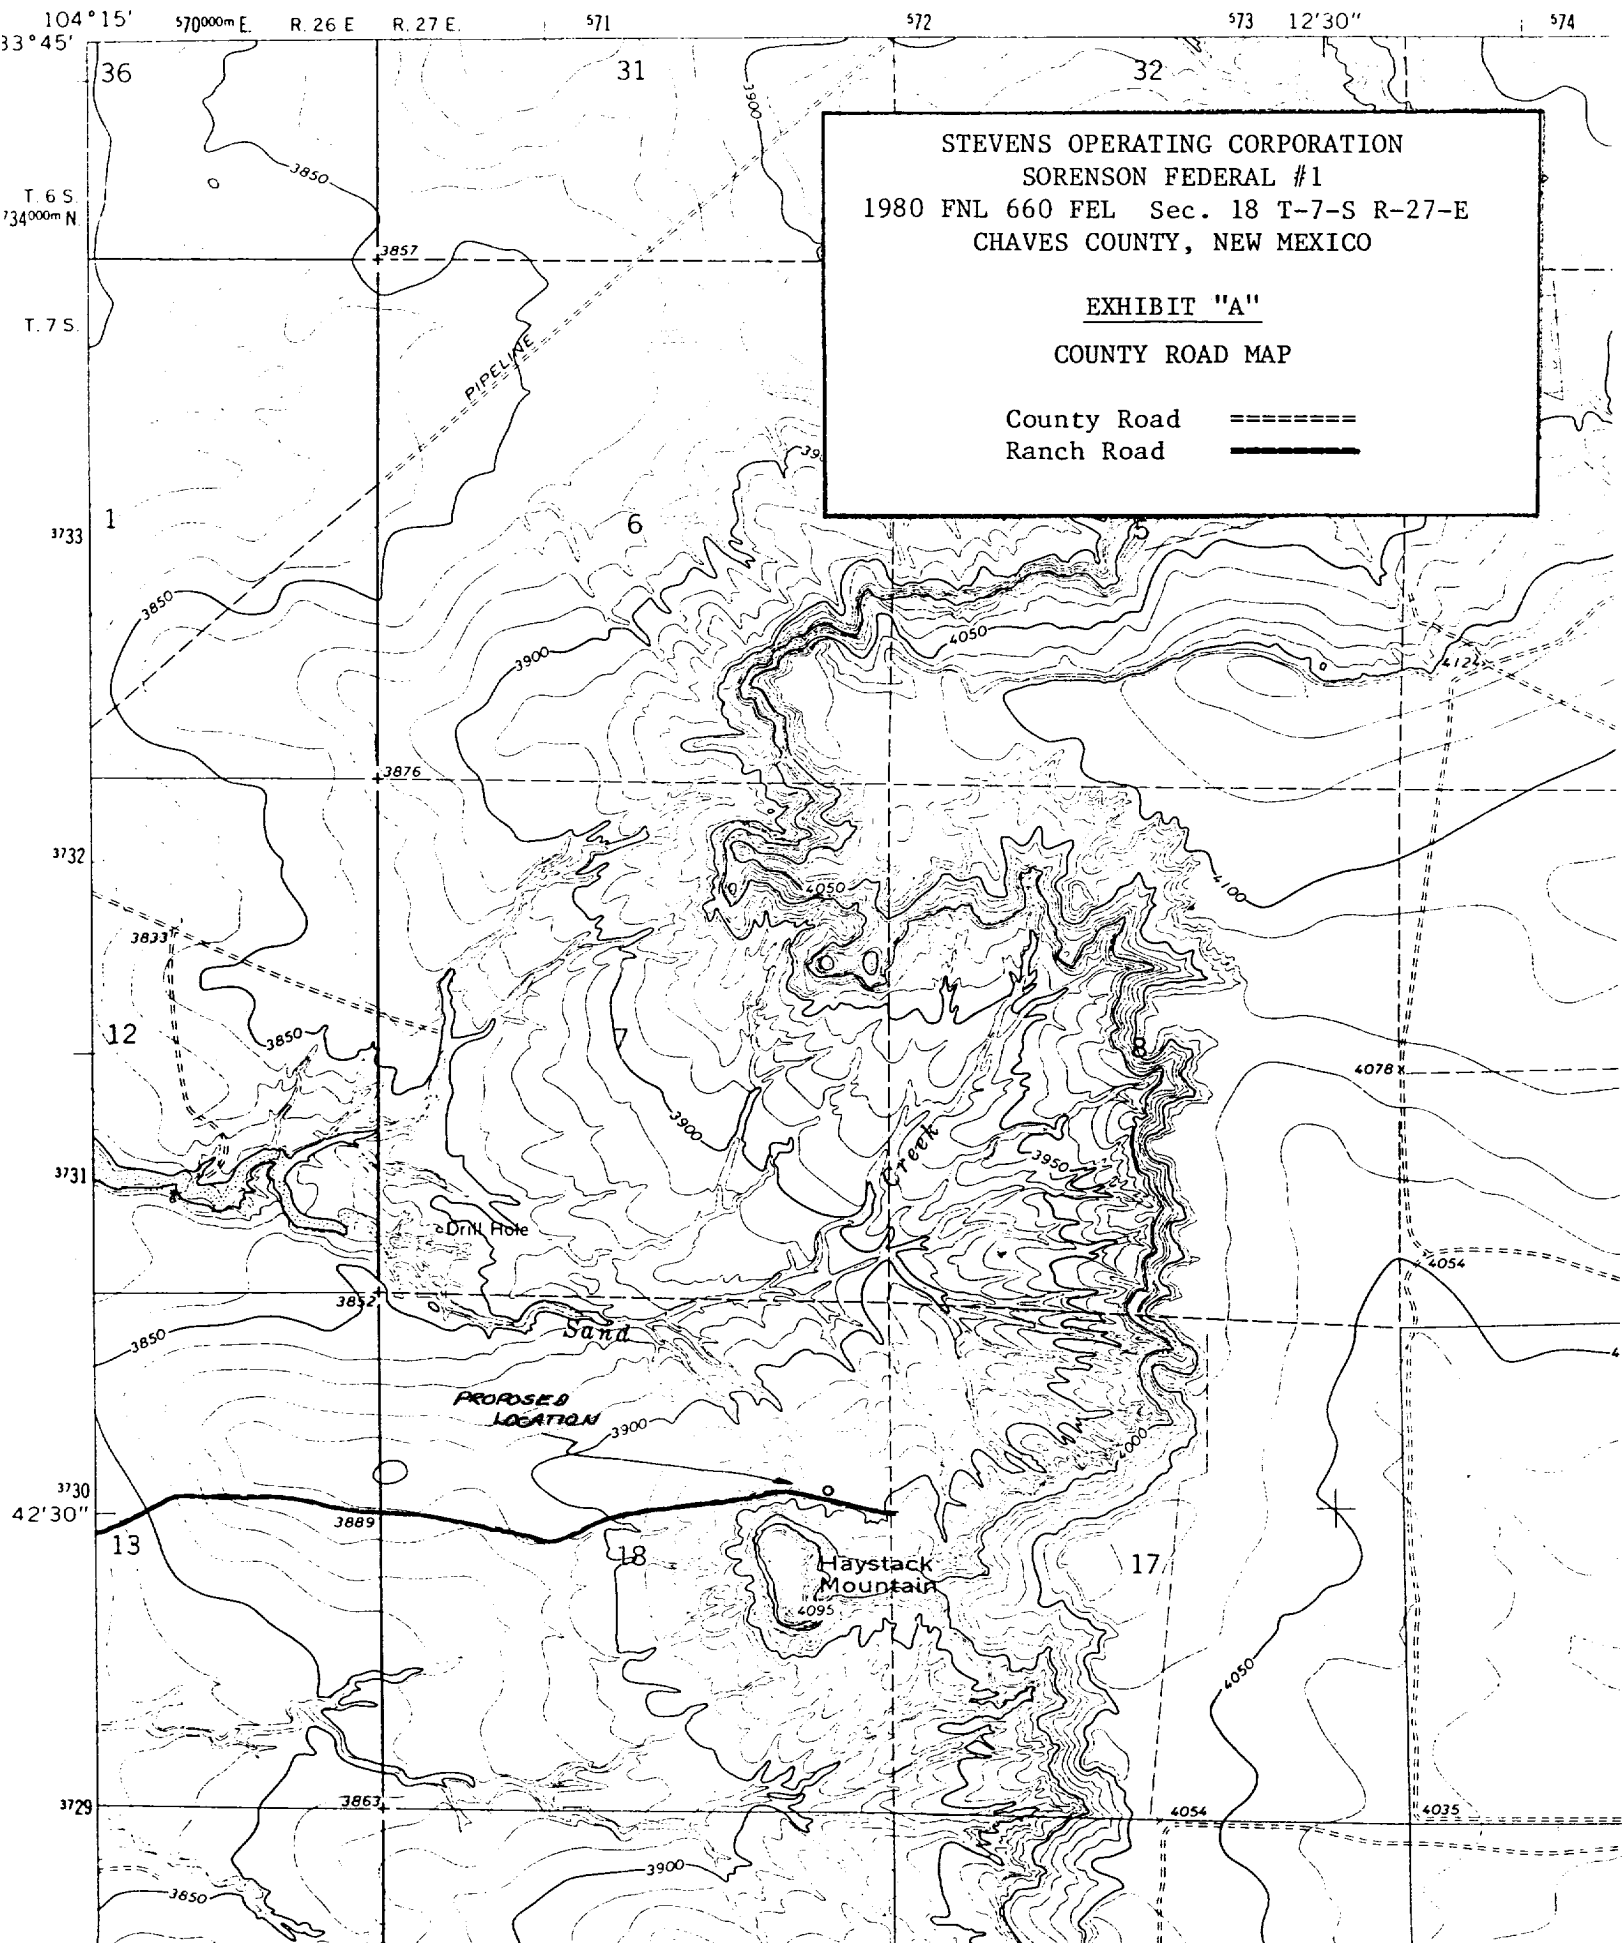 104°15'
570000m E.
R. 26 E
R. 27 E.
571
572
573
12'30"
574
33°45'
36
31
32
3900
3850
T. 6 S.
734000m N
3857
T. 7 S.
PIPELINE
STEVENS OPERATING CORPORATION
SORENSON FEDERAL #1
1980 FNL 660 FEL Sec. 18 T-7-S R-27-E
CHAVES COUNTY, NEW MEXICO
EXHIBIT "A"
COUNTY ROAD MAP
County Road ========
Ranch Road
3733
1
6
5
3850
3900
4050
4124
3876
3732
4050
4100
3833
12
3850
8
4078
3900
Creek
3950
3731
Drill Hole
4054
3852
3850
Sand
PROPOSED
LOCATION
3900
4000
3730
42'30"
3889
13
18
Haystack
Mountain
17
4095
4050
3729
3863
4054
4035
3900
3850